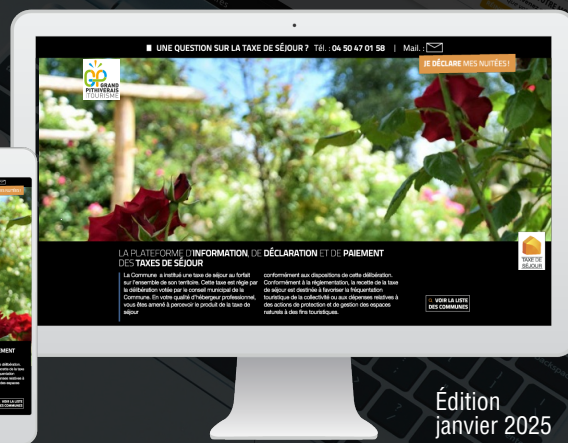 UNE QUESTION SUR LA TAXE DE SÉJOUR ? Tél. : 04 50 47 01 58 | Mail. :
JE DÉCLARE MES NUITÉES !
GRAND
PITHIVERAIS
TOURISME
LA PLATEFORME D'INFORMATION, DE DÉCLARATION ET DE PAIEMENT
DES TAXES DE SÉJOUR
La Commune a institué une taxe de séjour au forfait
sur l'ensemble de son territoire. Cette taxe est régie par
la délibération votée par le conseil municipal de la
Commune. En votre qualité d'hébergeur professionnel,
vous êtes amené à percevoir le produit de la taxe de
séjour
conformément aux dispositions de cette délibération.
Conformément à la réglementation, la recette de la taxe
de séjour est destinée à favoriser la fréquentation
touristique de la collectivité ou aux dépenses relatives à
des actions de protection et de gestion des espaces
naturels à des fins touristiques.
TAXE DE
SÉJOUR
VOIR LA LISTE
DES COMMUNES
Édition
janvier 2025